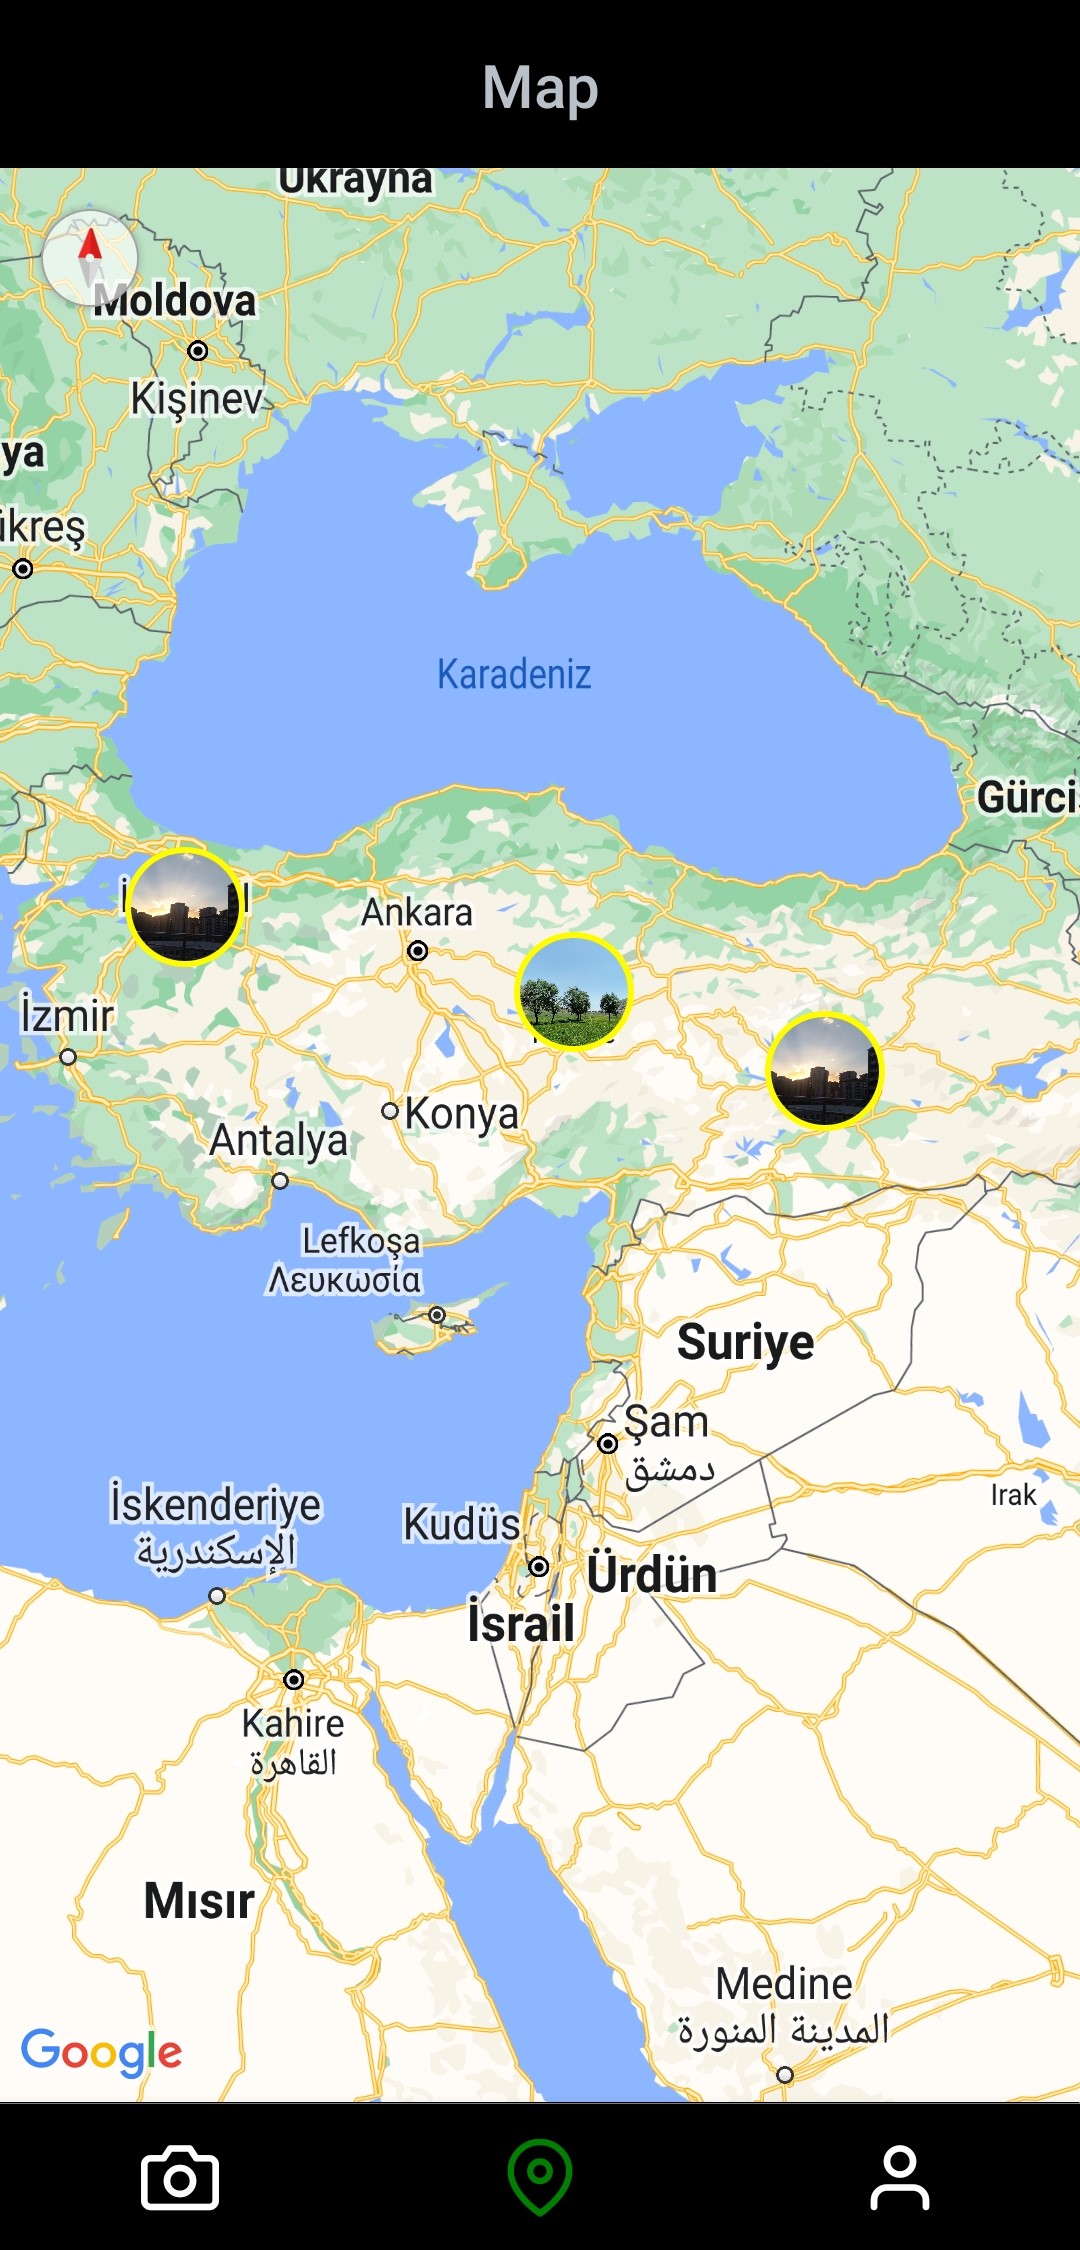 Map
Ukrayna
Moldova
Kişinev
ya
ükreş
Karadeniz
Gürci
Ankara
İzmir
Konya
Antalya
Lefkoşa
Λευκωσία
Suriye
Şam
دمشق
Irak
İskenderiye
الإسكندرية
Kudüs
Ürdün
İsrail
Kahire
القاهرة
Mısır
Medine
المدينة المنورة
Google